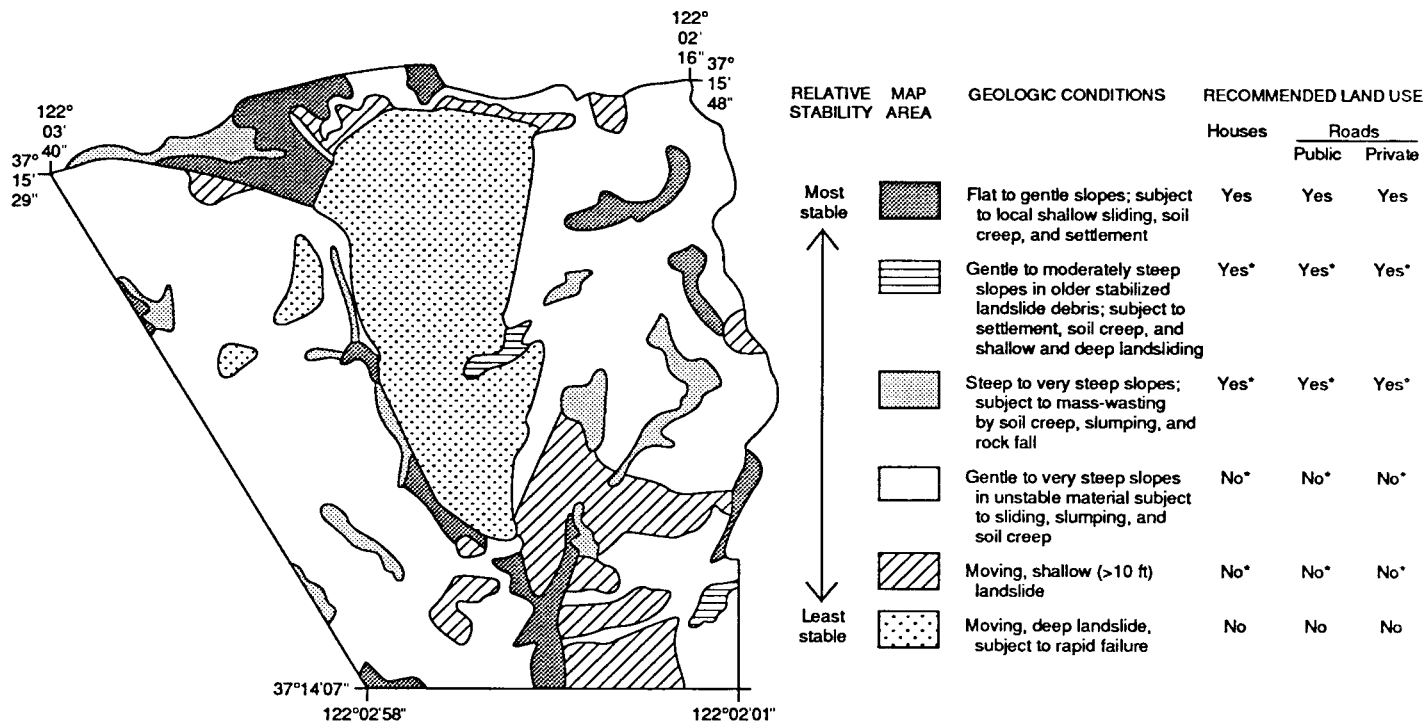 122°
02'
16"
37°
15'
48"
122°
03'
40"
37°
15'
29"
37°14'07"
122°02'58"
122°02'01"
RELATIVE STABILITY
MAP AREA
GEOLOGIC CONDITIONS
RECOMMENDED LAND USE
Houses
Roads
Public
Private
Most stable
Flat to gentle slopes; subject
to local shallow sliding, soil
creep, and settlement
Yes Yes Yes
Gentle to moderately steep
slopes in older stabilized
landslide debris; subject to
settlement, soil creep, and
shallow and deep landsliding
Yes* Yes* Yes*
Steep to very steep slopes;
subject to mass-wasting
by soil creep, slumping, and
rock fall
Yes* Yes* Yes*
Gentle to very steep slopes
in unstable material subject
to sliding, slumping, and
soil creep
No* No* No*
Moving, shallow (>10 ft)
landslide
No* No* No*
Least stable
Moving, deep landslide,
subject to rapid failure
No No No